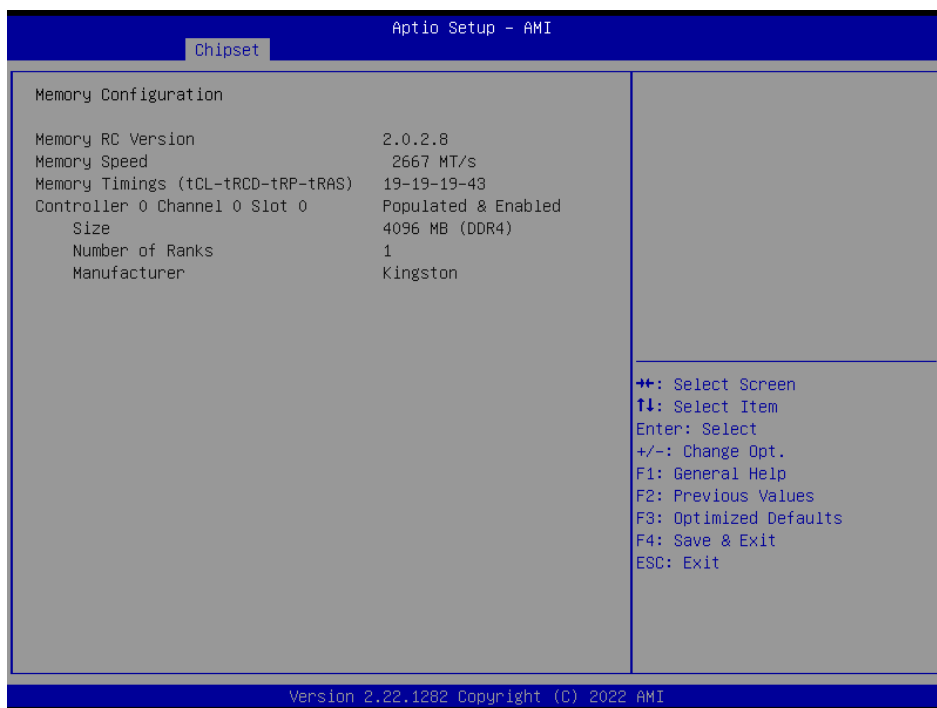 Aptio Setup – AMI
Chipset
Memory Configuration
Memory RC Version 2.0.2.8
Memory Speed 2667 MT/s
Memory Timings (tCL-tRCD-tRP-tRAS) 19-19-19-43
Controller 0 Channel 0 Slot 0 Populated & Enabled
Size 4096 MB (DDR4)
Number of Ranks 1
Manufacturer Kingston
→←: Select Screen
↑↓: Select Item
Enter: Select
+/-: Change Opt.
F1: General Help
F2: Previous Values
F3: Optimized Defaults
F4: Save & Exit
ESC: Exit
Version 2.22.1282 Copyright (C) 2022 AMI